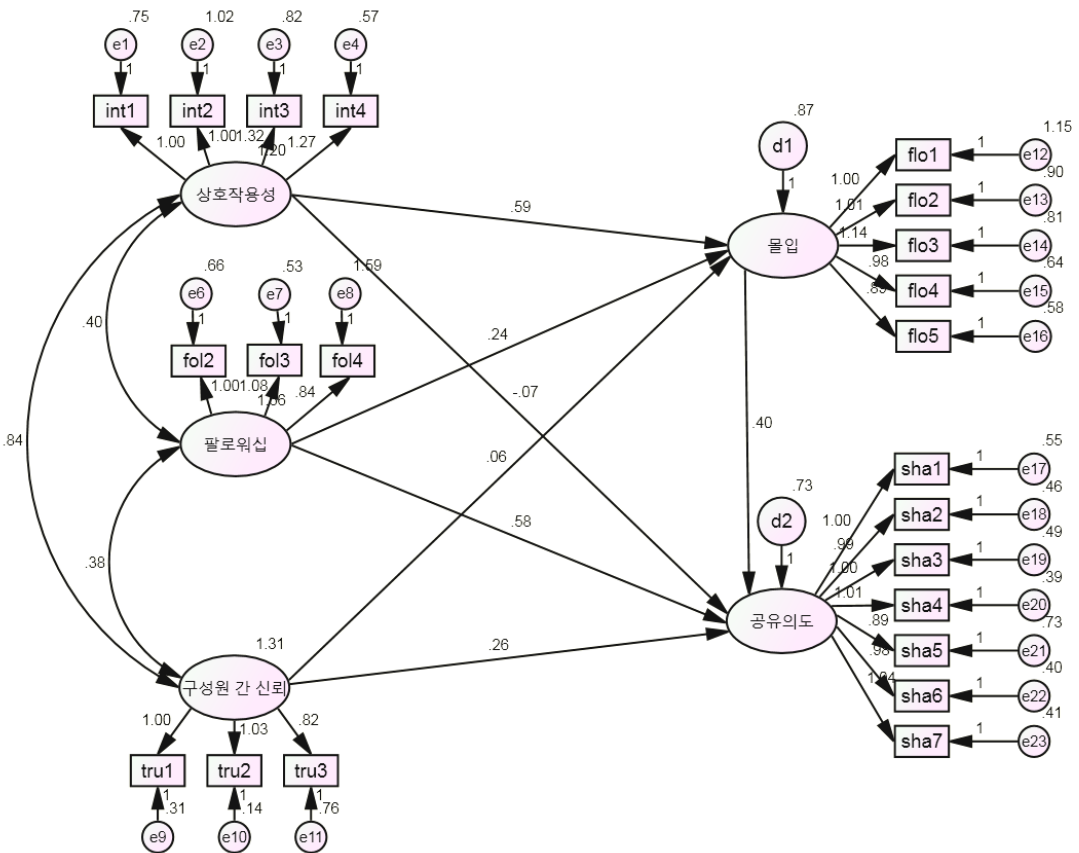 .75 1.02 .82 .57
e1 e2 e3 e4
1 1 1 1
int1 int2 int3 int4
1.00 1.00 1.32 1.27
1.20
상호작용성
.87
d1
1
1.15
flo1 1 e12
.90
flo2 1 e13
.81
flo3 1 e14
.64
flo4 1 e15
.58
flo5 1 e16
1.00
1.01
1.14
.98
몰입
.59
.66 .53 1.59
e6 e7 e8
1 1 1
fol2 fol3 fol4
1.00 1.08 .84
팔로워십
.40
.84
.38
.24
-.07
.06
.58
.26
.40
.73
d2
1
공유의도
1.00
.99
1.00
1.01
.89
.98
1.04
.55
sha1 1 e17
.46
sha2 1 e18
.49
sha3 1 e19
.39
sha4 1 e20
.73
sha5 1 e21
.40
sha6 1 e22
.41
sha7 1 e23
1.31
구성원 간 신뢰
1.00 1.03 .82
tru1 tru2 tru3
1 1 1
.31 .14 .76
e9 e10 e11